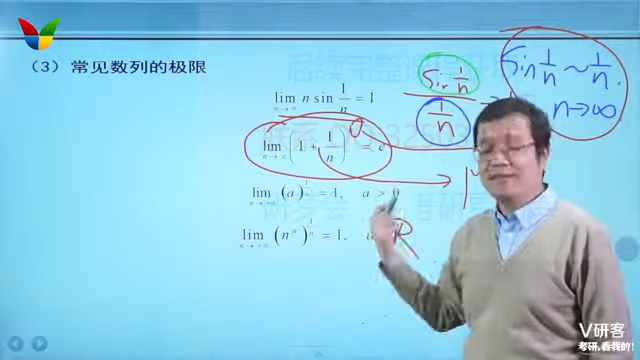 （3）常见数列的极限
lim n→∞ n sin 1/n = 1
lim n→∞ (1 + 1/n)^n = e
lim n→+∞ (a)^(1/n) = 1, a > 0
lim n→+∞ (n^a)^(1/n) = 1,
sin 1/n
1/n
sin 1/n ~ 1/n.
n→∞
R
V研客
考研,看我的!